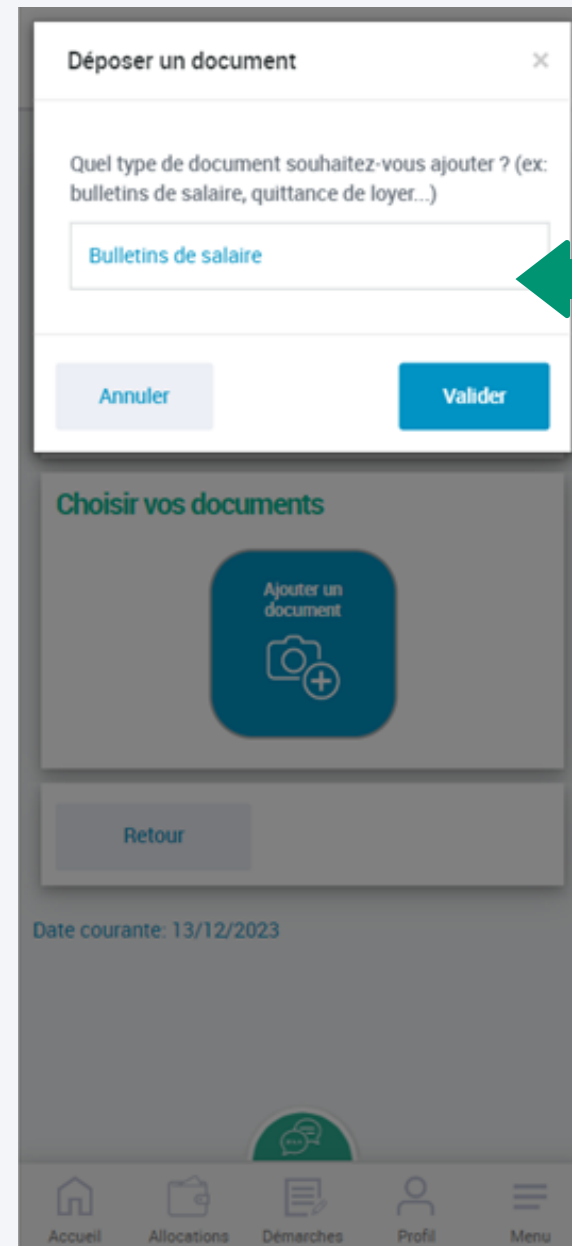 Déposer un document
×
Quel type de document souhaitez-vous ajouter ? (ex:
bulletins de salaire, quittance de loyer...)
Bulletins de salaire
Annuler
Valider
Choisir vos documents
Ajouter un
document
Retour
Date courante: 13/12/2023
Accueil
Allocations
Démarches
Profil
Menu